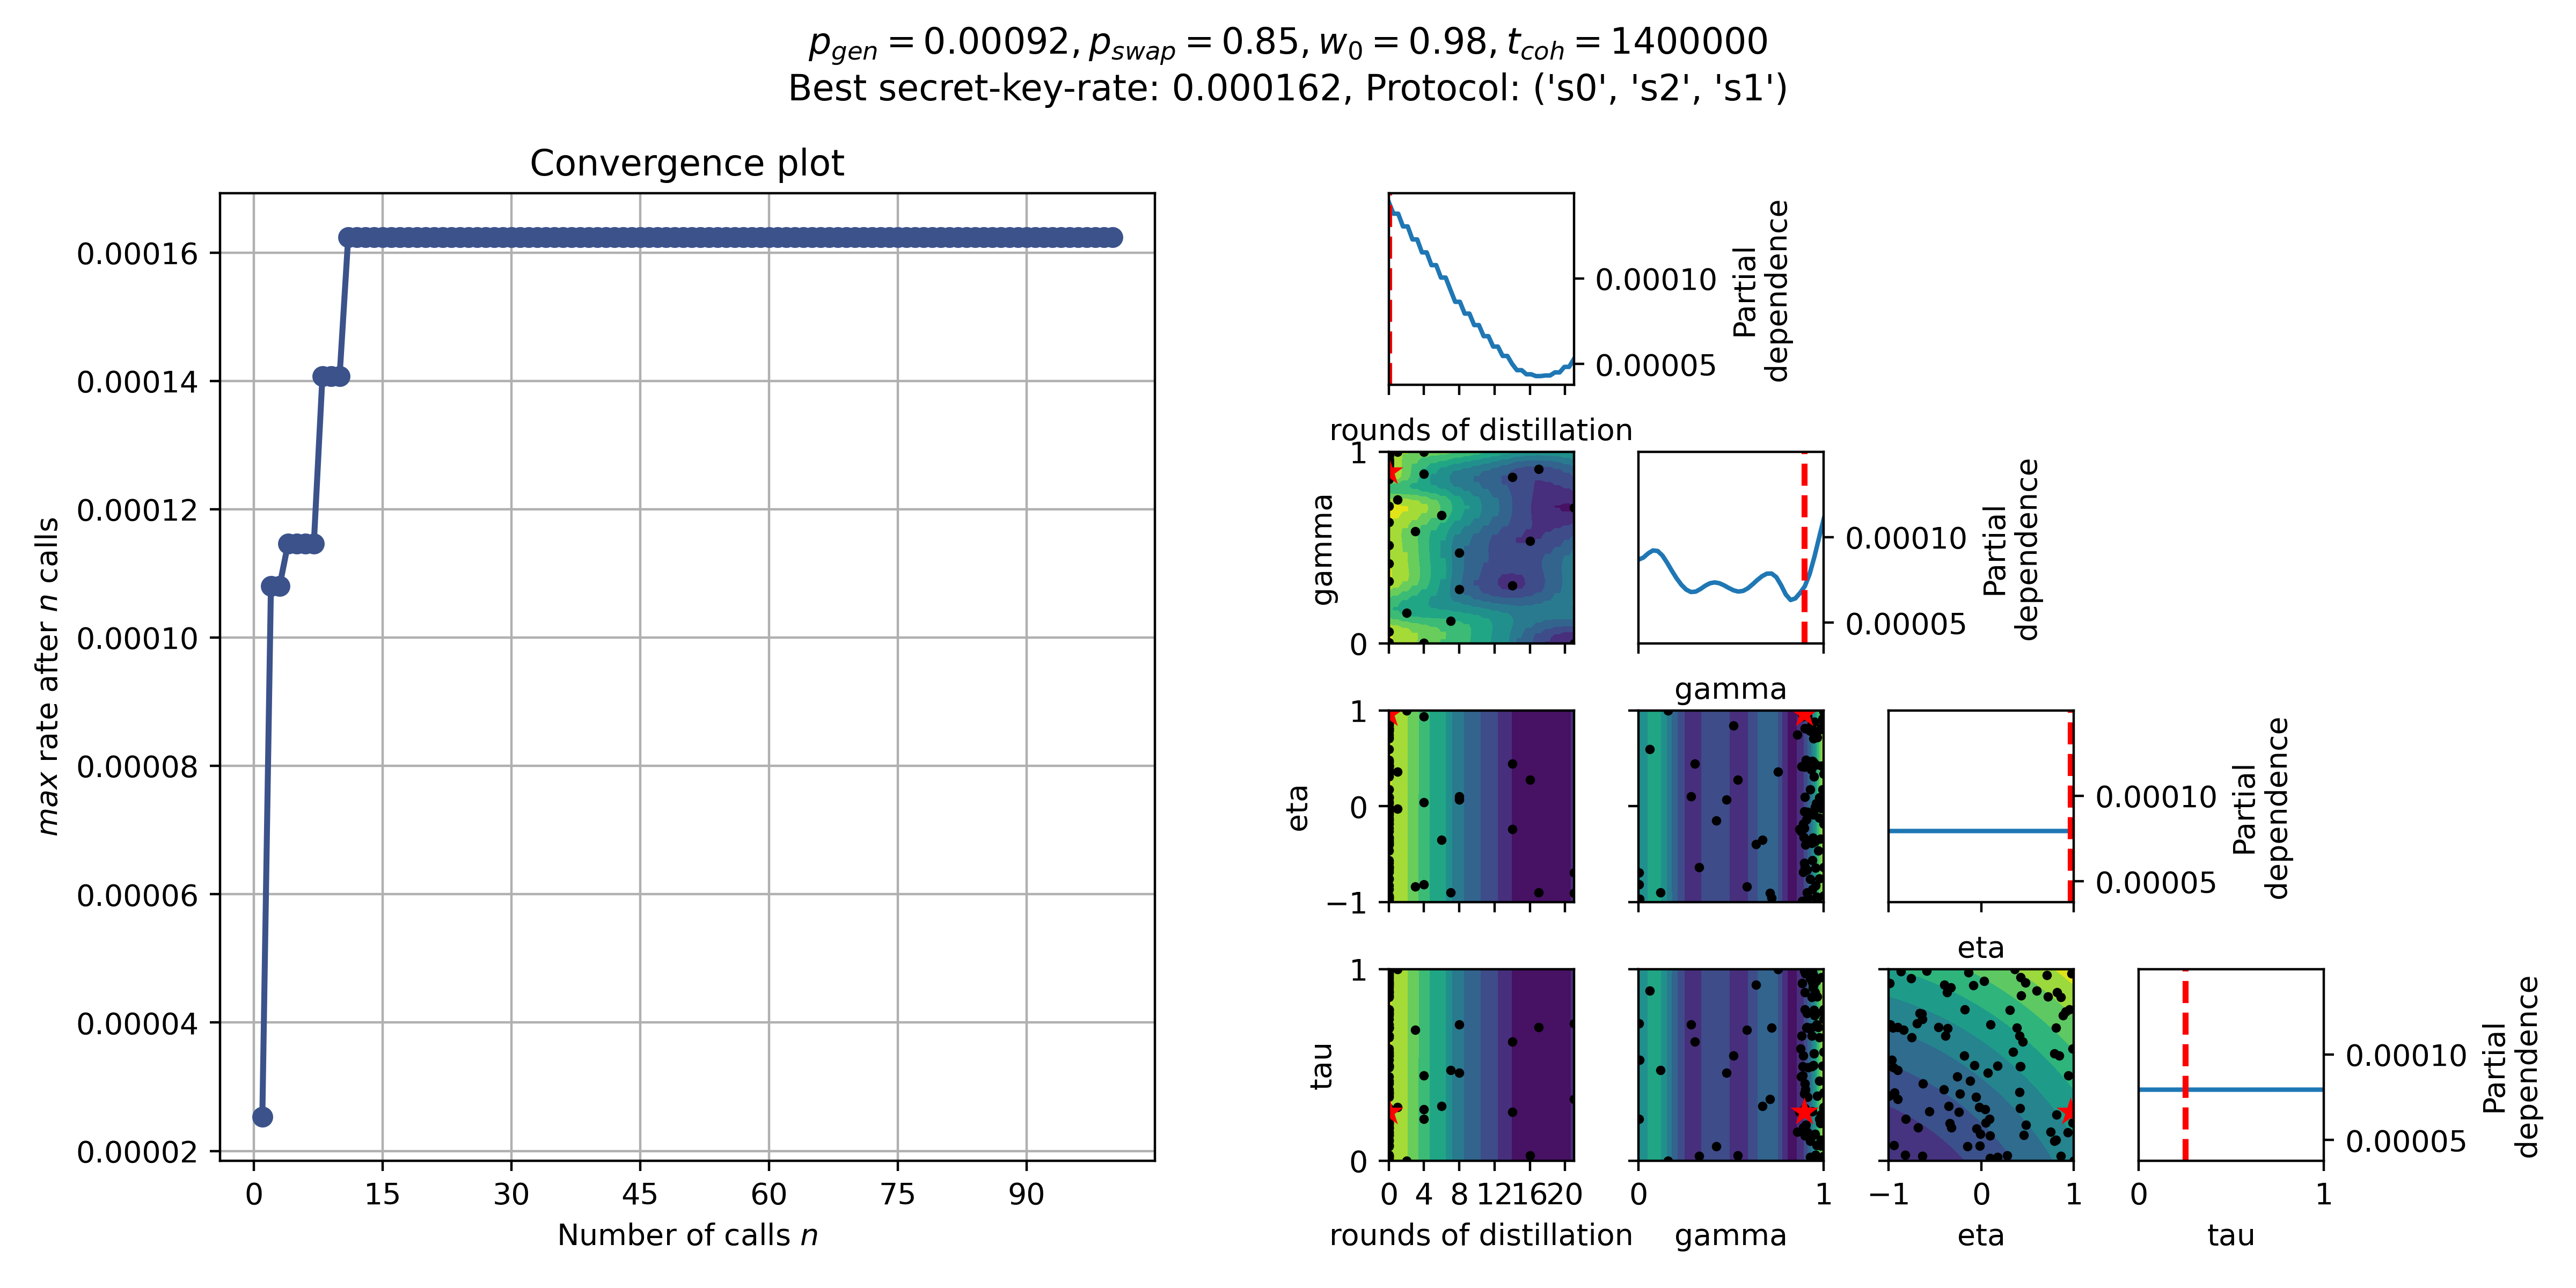 p_gen = 0.00092, p_swap = 0.85, w_0 = 0.98, t_coh = 1400000
Best secret-key-rate: 0.000162, Protocol: ('s0', 's2', 's1')
Convergence plot
max rate after n calls
0.00016
0.00014
0.00012
0.00010
0.00008
0.00006
0.00004
0.00002
0 15 30 45 60 75 90
Number of calls n
0.00010
0.00005
Partial
dependence
rounds of distillation
gamma
1
0
0.00010
0.00005
Partial
dependence
gamma
eta
1
0
−1
0.00010
0.00005
Partial
dependence
eta
tau
1
0
0.00010
0.00005
Partial
dependence
0 4 8 12 16 20
rounds of distillation
0 1
gamma
−1 0 1
eta
0 1
tau